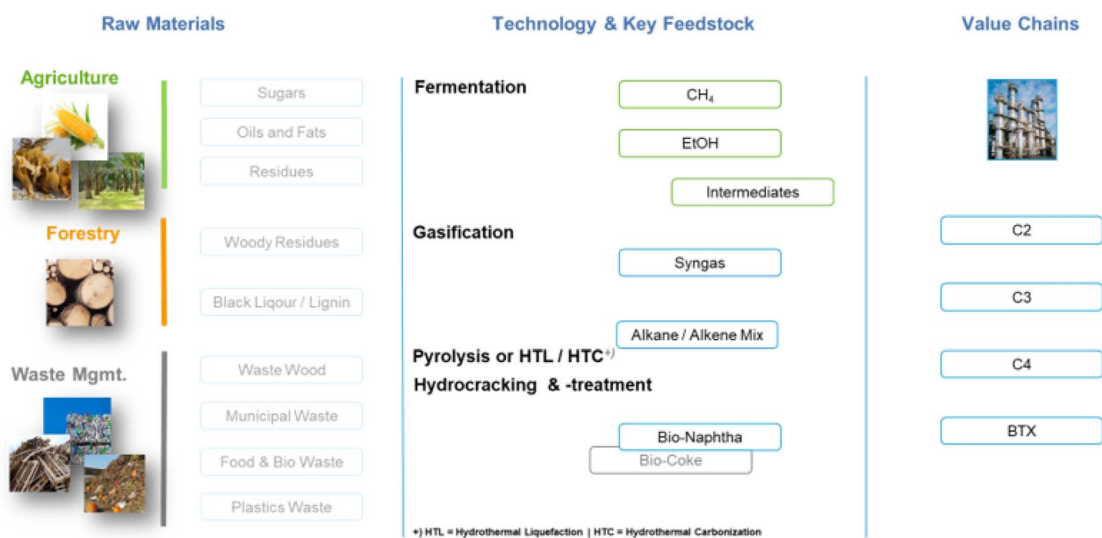 Raw Materials
Technology & Key Feedstock
Value Chains
Agriculture
Sugars
Oils and Fats
Residues
Forestry
Woody Residues
Black Liqour / Lignin
Waste Mgmt.
Waste Wood
Municipal Waste
Food & Bio Waste
Plastics Waste
Fermentation
CH₄
EtOH
Intermediates
Gasification
Syngas
Alkane / Alkene Mix
Pyrolysis or HTL / HTC⁺⁾
Hydrocracking & -treatment
Bio-Naphtha
Bio-Coke
+) HTL = Hydrothermal Liquefaction | HTC = Hydrothermal Carbonization
C2
C3
C4
BTX